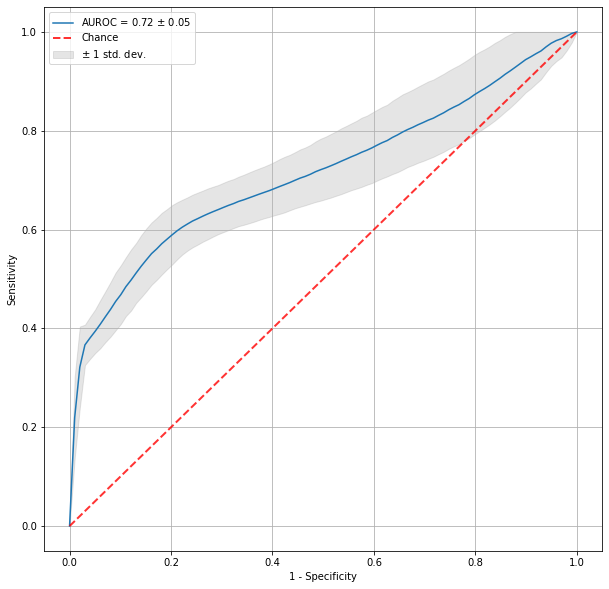 AUROC = 0.72 ± 0.05
Chance
± 1 std. dev.
1.0
0.8
0.6
0.4
0.2
0.0
Sensitivity
0.0 0.2 0.4 0.6 0.8 1.0
1 - Specificity